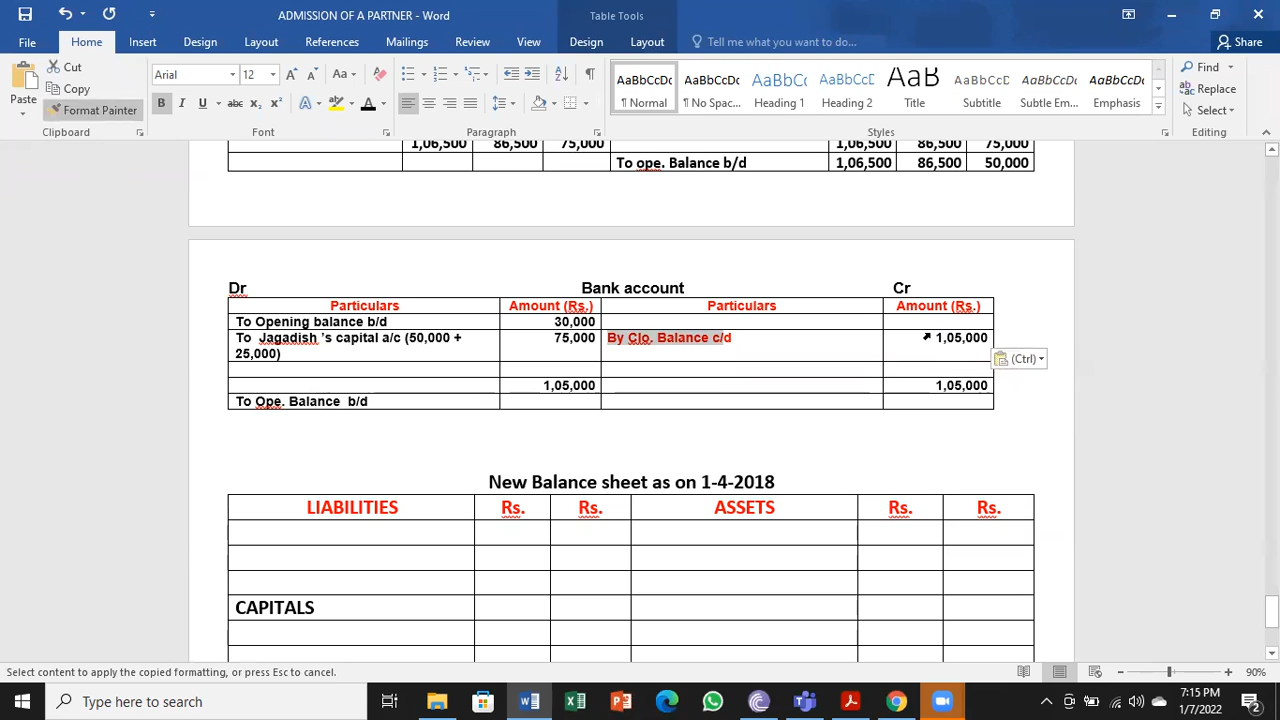 ADMISSION OF A PARTNER - Word
Table Tools
File Home Insert Design Layout References Mailings Review View Design Layout Tell me what you want to do... Share
Paste Cut Copy Format Painter
Arial 12
AaBbCcDc AaBbCcDc AaBbCc AaBbCcD AaB AaBbCcD AaBbCcDc AaBbCcDc
¶ Normal ¶ No Spac... Heading 1 Heading 2 Title Subtitle Subtle Em... Emphasis
Find Replace Select
Clipboard Font Paragraph Styles Editing
1,06,500 86,500 75,000 1,06,500 86,500 75,000
To ope. Balance b/d 1,06,500 86,500 50,000
Dr Bank account Cr
Particulars Amount (Rs.) Particulars Amount (Rs.)
To Opening balance b/d 30,000
To Jagadish 's capital a/c (50,000 + 75,000 By Clo. Balance c/d 1,05,000
25,000)
(Ctrl)
1,05,000 1,05,000
To Ope. Balance b/d
New Balance sheet as on 1-4-2018
LIABILITIES Rs. Rs. ASSETS Rs. Rs.
CAPITALS
Select content to apply the copied formatting, or press Esc to cancel.
90%
Type here to search
7:15 PM
1/7/2022
2